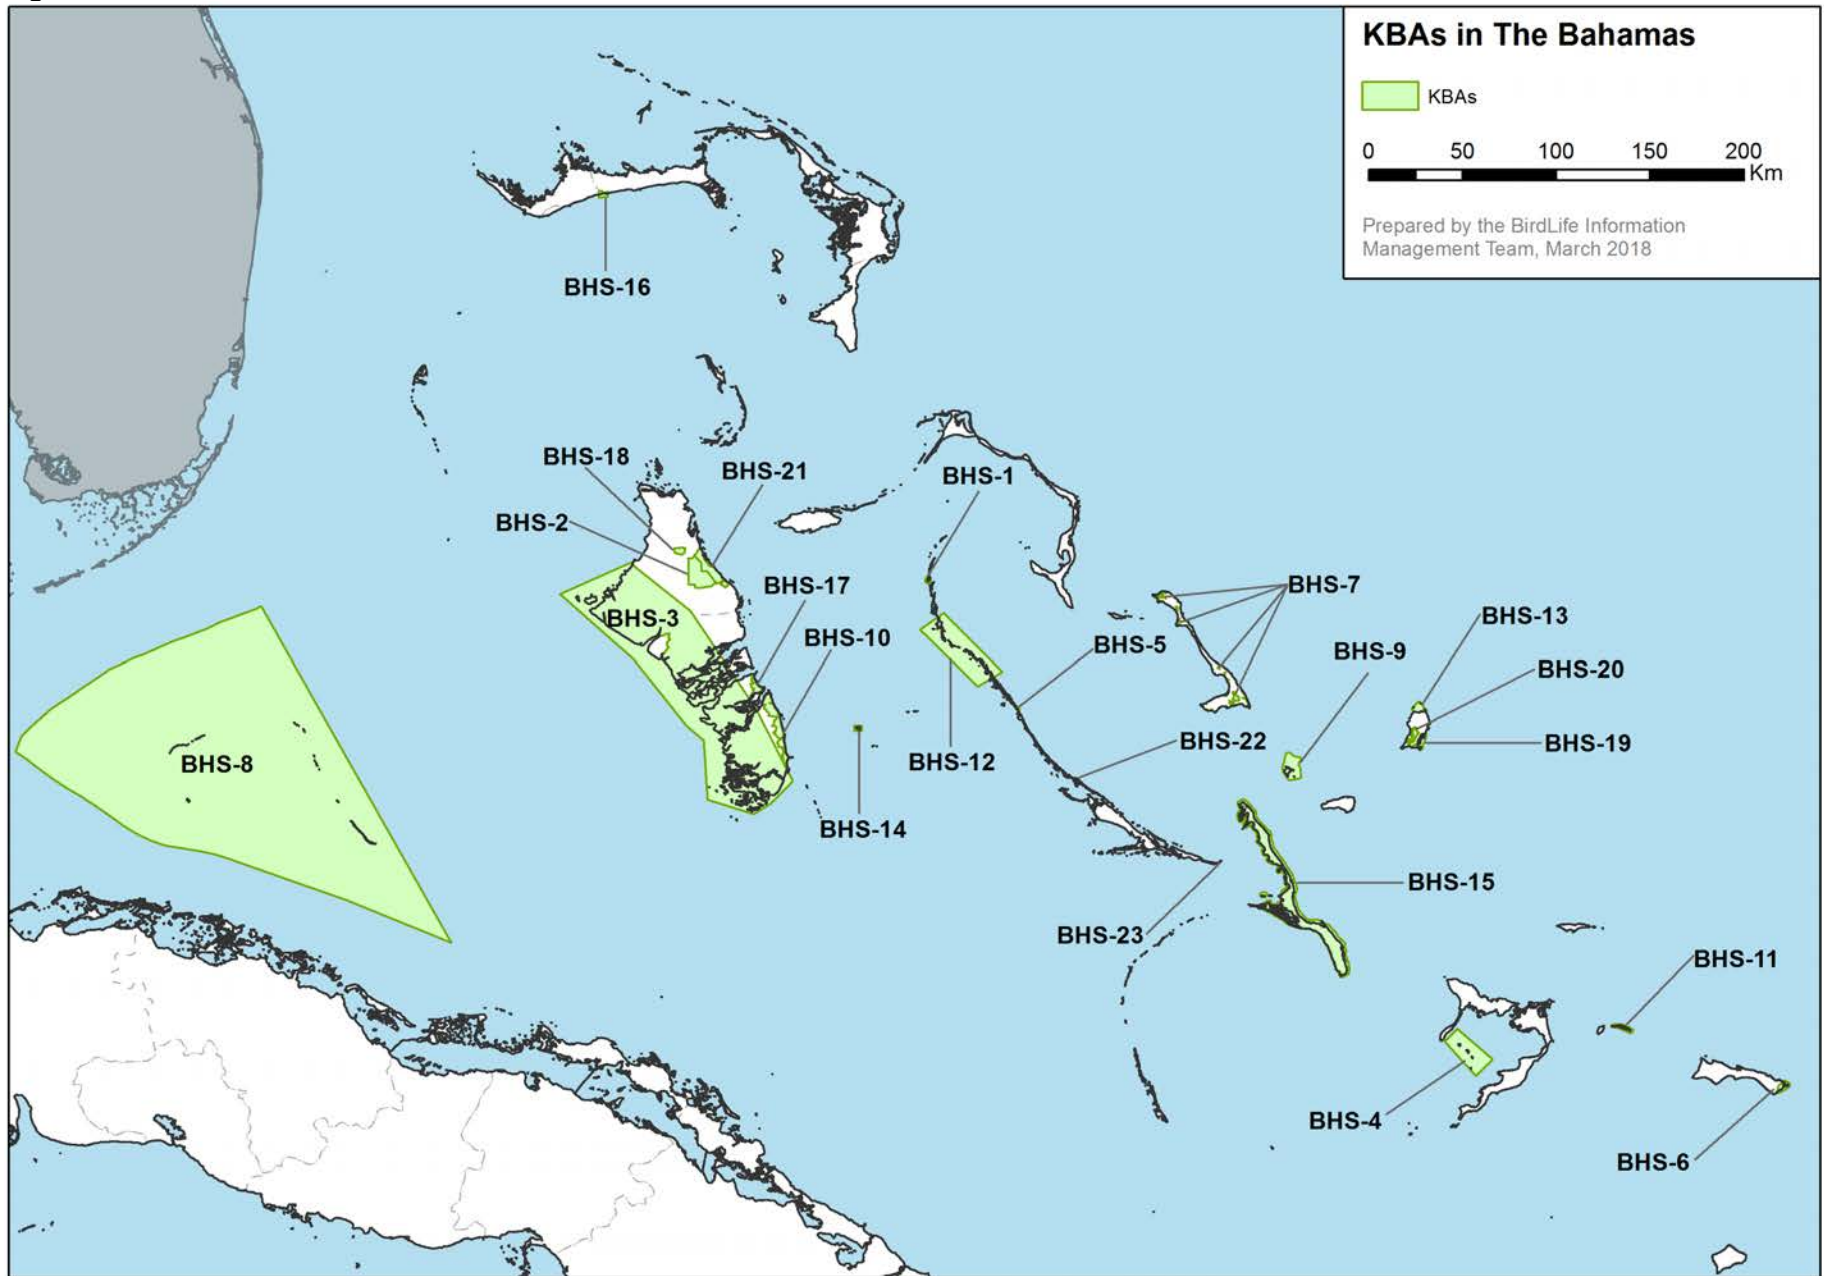 KBAs in The Bahamas
KBAs
0 50 100 150 200
Km
Prepared by the BirdLife Information
Management Team, March 2018
BHS-16
BHS-18
BHS-21
BHS-1
BHS-2
BHS-17
BHS-7
BHS-3
BHS-13
BHS-10
BHS-5
BHS-9
BHS-20
BHS-22
BHS-19
BHS-12
BHS-8
BHS-14
BHS-15
BHS-23
BHS-11
BHS-4
BHS-6